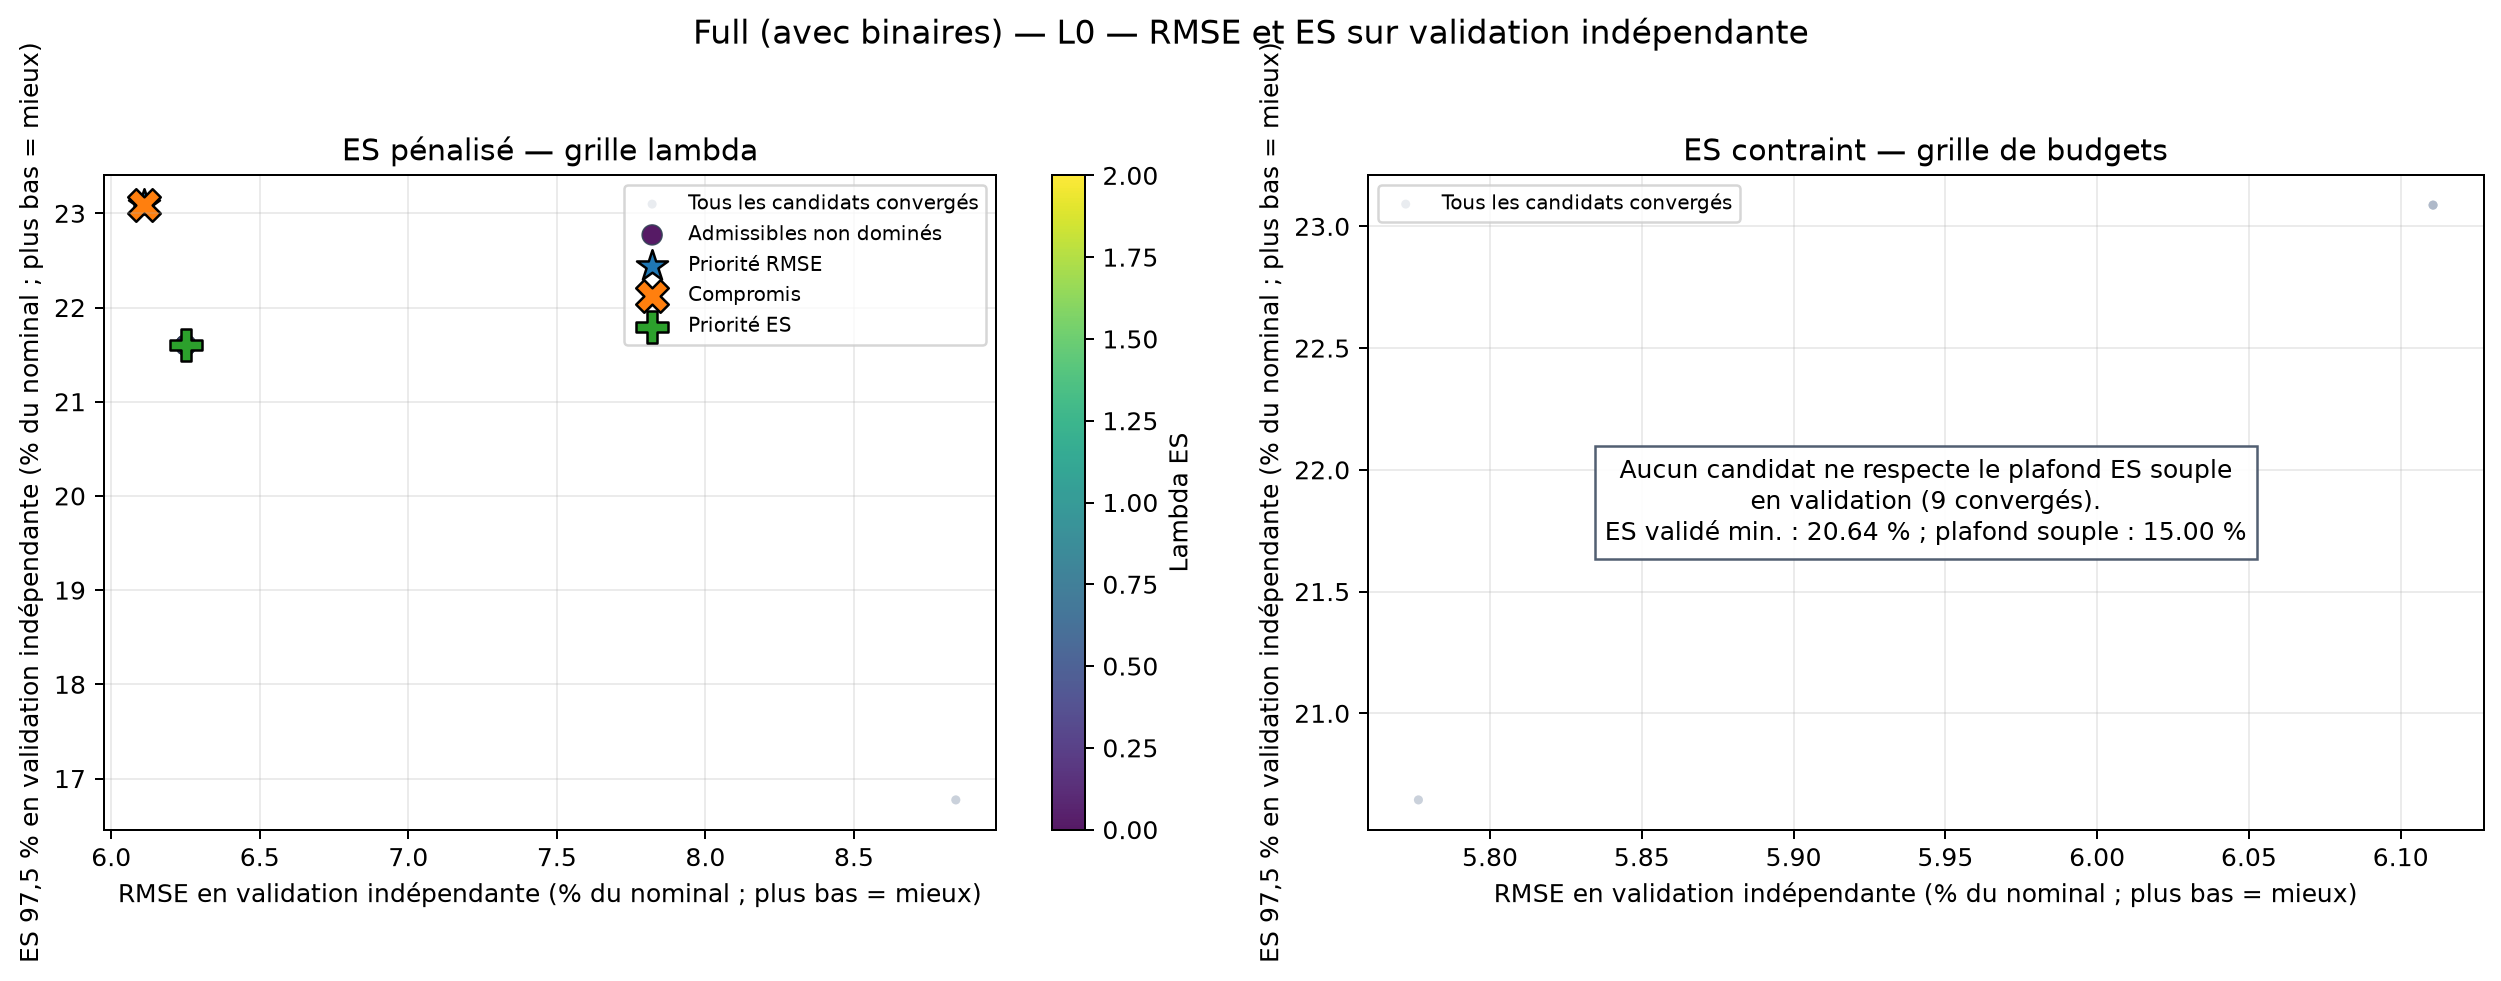 Full (avec binaires) — L0 — RMSE et ES sur validation indépendante
ES pénalisé — grille lambda
ES 97,5 % en validation indépendante (% du nominal ; plus bas = mieux)
23
22
21
20
19
18
17
Tous les candidats convergés
Admissibles non dominés
Priorité RMSE
Compromis
Priorité ES
6.0 6.5 7.0 7.5 8.0 8.5
RMSE en validation indépendante (% du nominal ; plus bas = mieux)
2.00
1.75
1.50
1.25
1.00
0.75
0.50
0.25
0.00
Lambda ES
ES contraint — grille de budgets
ES 97,5 % en validation indépendante (% du nominal ; plus bas = mieux)
23.0
22.5
22.0
21.5
21.0
Tous les candidats convergés
Aucun candidat ne respecte le plafond ES souple
en validation (9 convergés).
ES validé min. : 20.64 % ; plafond souple : 15.00 %
5.80 5.85 5.90 5.95 6.00 6.05 6.10
RMSE en validation indépendante (% du nominal ; plus bas = mieux)